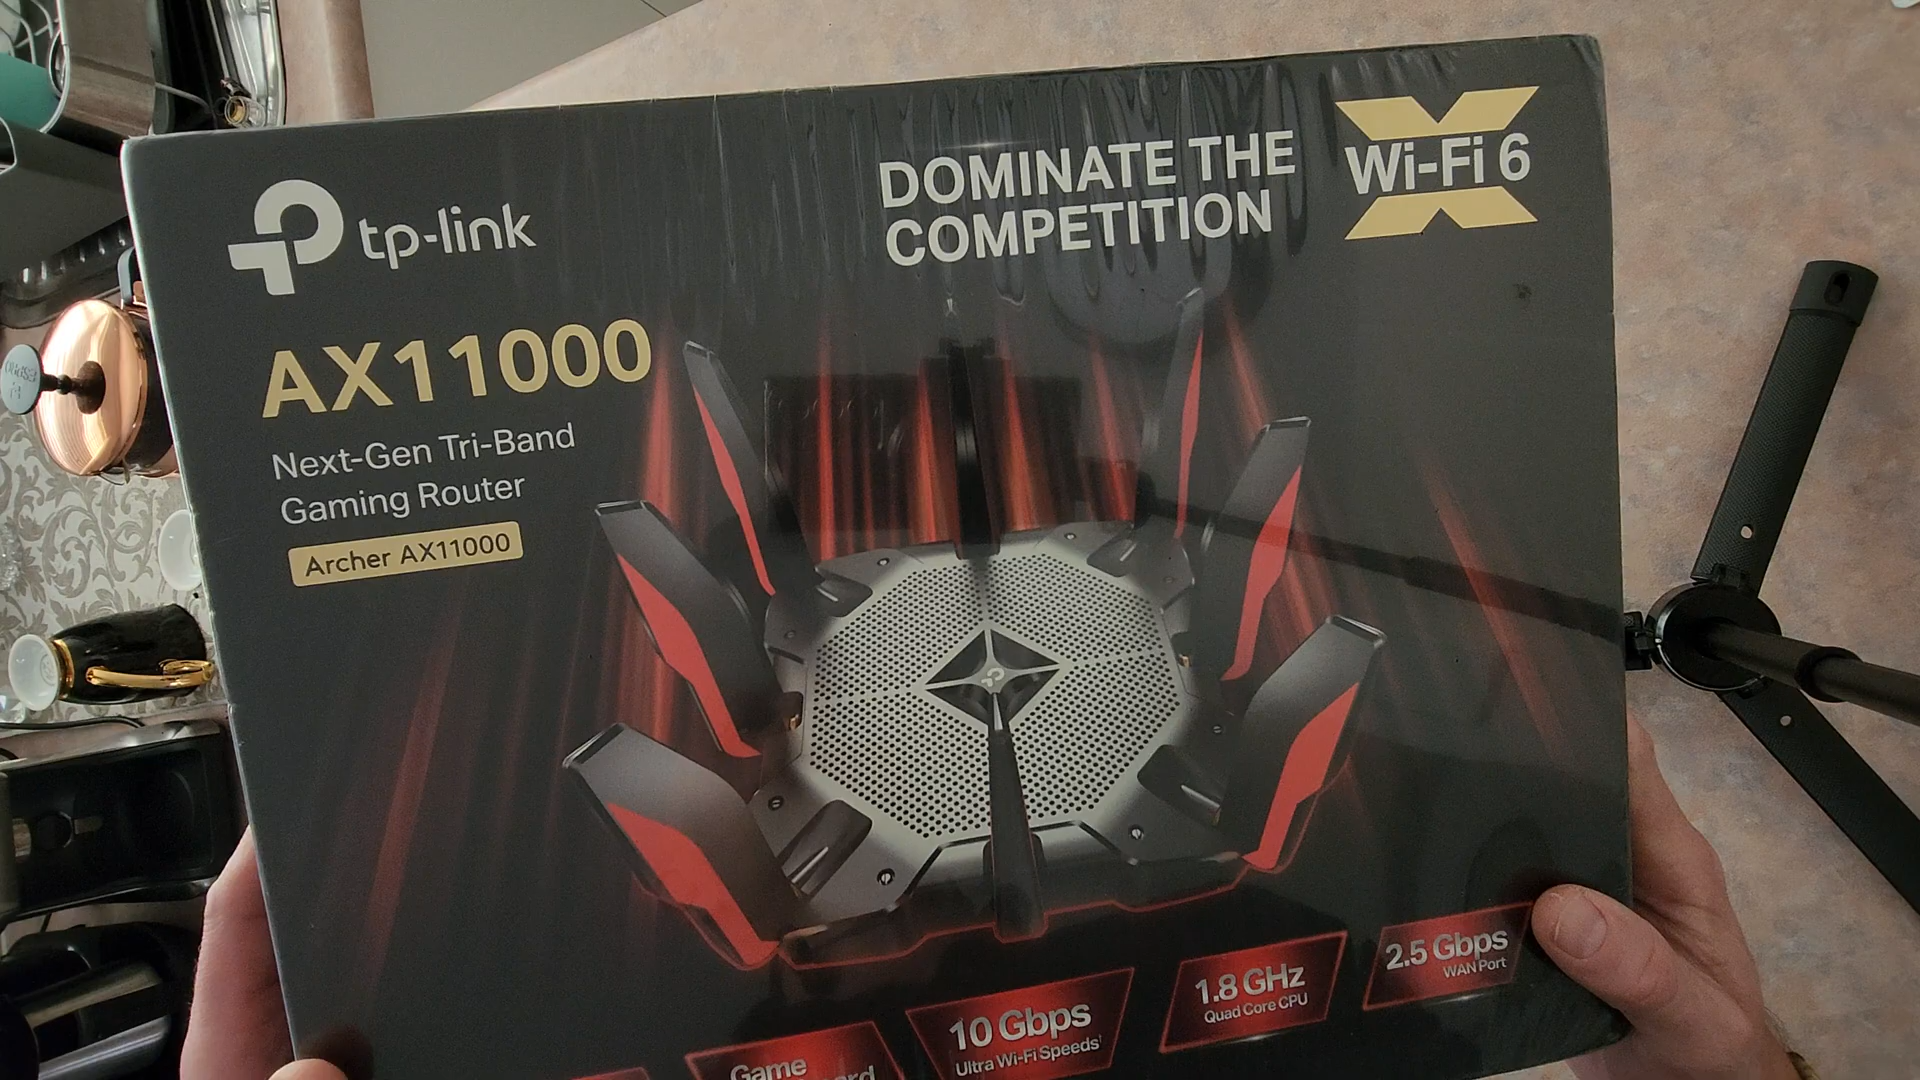 tp-link
DOMINATE THE
COMPETITION
Wi-Fi 6
AX11000
Next-Gen Tri-Band
Gaming Router
Archer AX11000
Game
10 Gbps
Ultra Wi-Fi Speeds
1.8 GHz
Quad Core CPU
2.5 Gbps
WAN Port